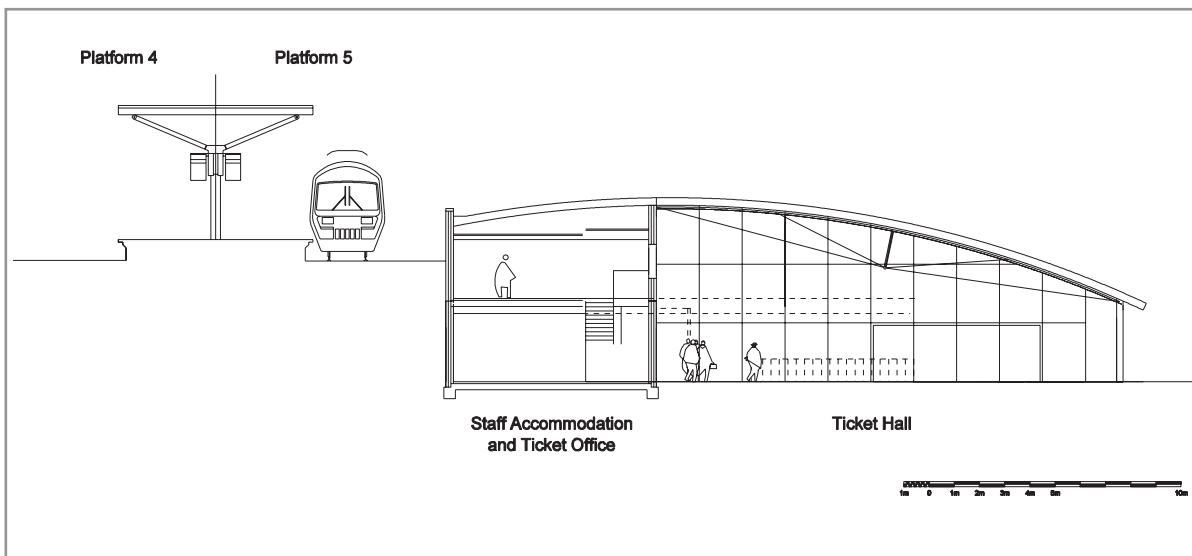 Platform 4
Platform 5
Staff Accommodation
and Ticket Office
Ticket Hall
1m 0 1m 2m 3m 4m 5m 10m